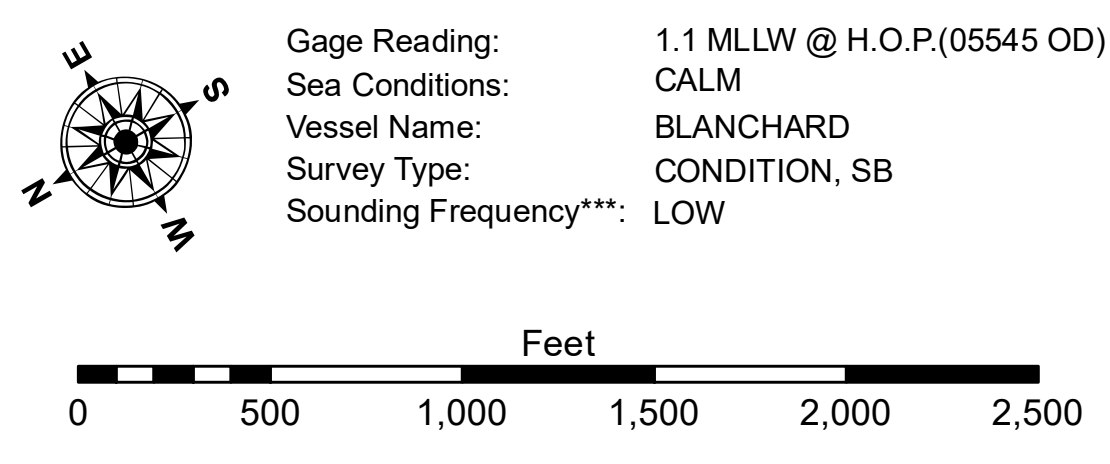 E
S
N
W
Gage Reading: 1.1 MLLW @ H.O.P.(05545 OD)
Sea Conditions: CALM
Vessel Name: BLANCHARD
Survey Type: CONDITION, SB
Sounding Frequency***: LOW
Feet
0 500 1,000 1,500 2,000 2,500